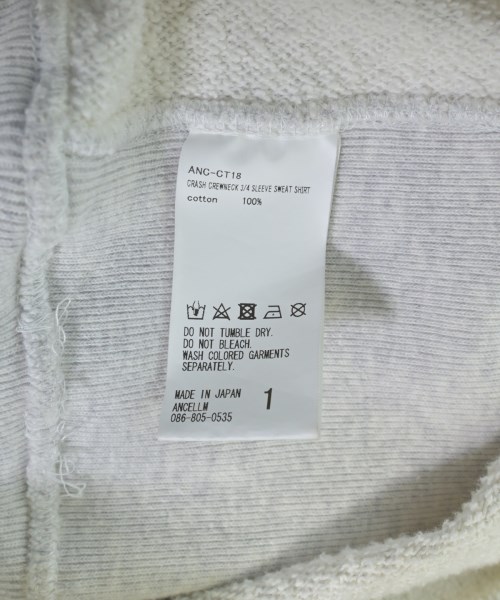 ANC-CT18
CRASH CREWNECK 3/4 SLEEVE SWEAT SHIRT
cotton 100%
DO NOT TUMBLE DRY.
DO NOT BLEACH.
WASH COLORED GARMENTS
SEPARATELY.
MADE IN JAPAN 1
ANCELLM
086-805-0535